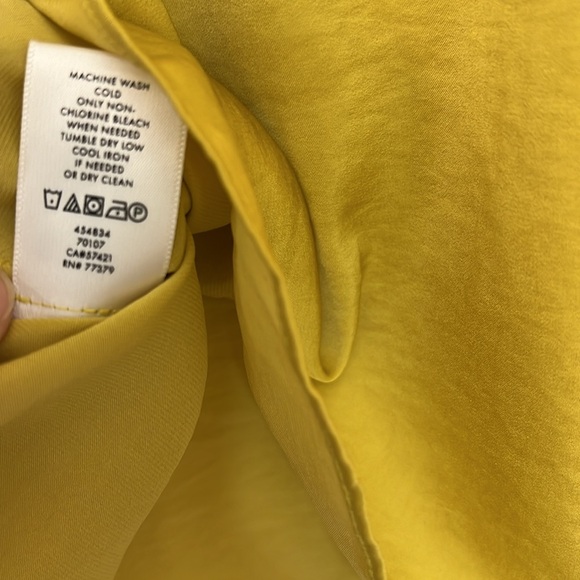 MACHINE WASH
COLD
ONLY NON-
CHLORINE BLEACH
WHEN NEEDED
TUMBLE DRY LOW
COOL IRON
IF NEEDED
OR DRY CLEAN
P
454834
70107
CA#57421
RN# 77379